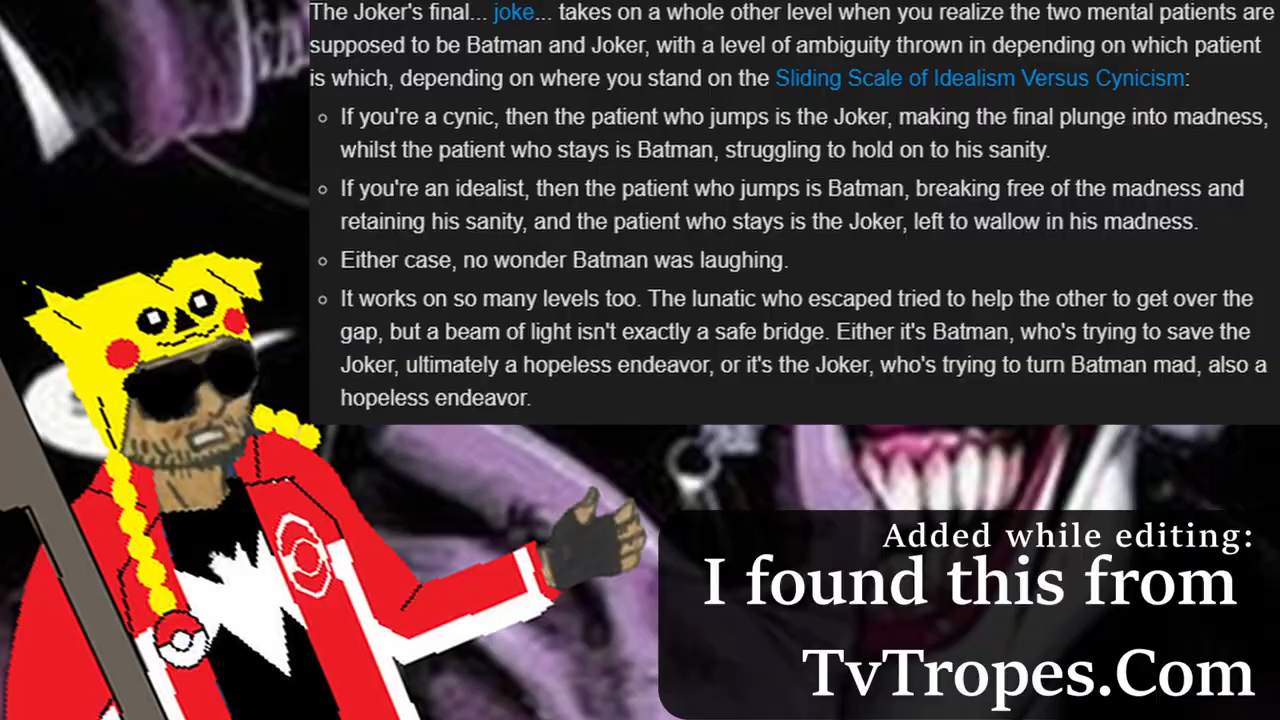 The Joker's final... joke... takes on a whole other level when you realize the two mental patients are
supposed to be Batman and Joker, with a level of ambiguity thrown in depending on which patient
is which, depending on where you stand on the Sliding Scale of Idealism Versus Cynicism:
If you're a cynic, then the patient who jumps is the Joker, making the final plunge into madness,
whilst the patient who stays is Batman, struggling to hold on to his sanity.
If you're an idealist, then the patient who jumps is Batman, breaking free of the madness and
retaining his sanity, and the patient who stays is the Joker, left to wallow in his madness.
Either case, no wonder Batman was laughing.
It works on so many levels too. The lunatic who escaped tried to help the other to get over the
gap, but a beam of light isn't exactly a safe bridge. Either it's Batman, who's trying to save the
Joker, ultimately a hopeless endeavor, or it's the Joker, who's trying to turn Batman mad, also a
hopeless endeavor.
Added while editing:
I found this from
TvTropes.Com